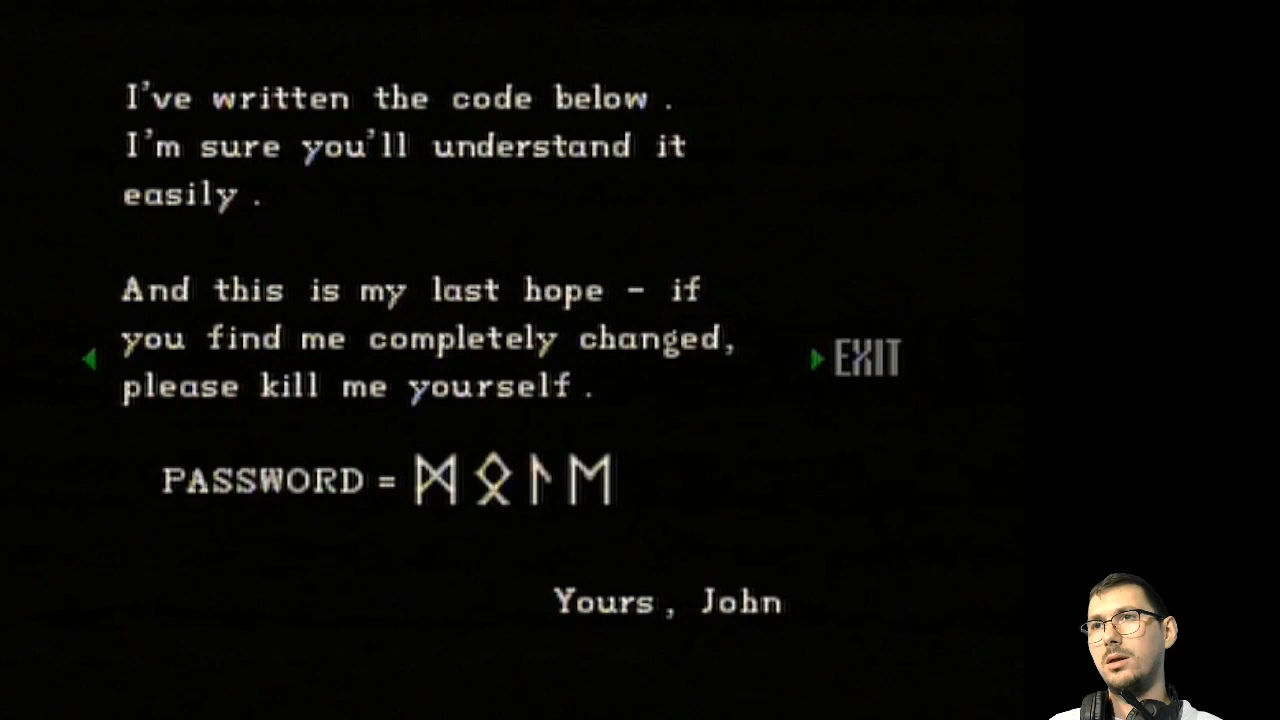 I've written the code below.
I'm sure you'll understand it
easily.
And this is my last hope - if
you find me completely changed,
please kill me yourself.
EXIT
PASSWORD = ᛗᛟᛚᛖ
Yours, John